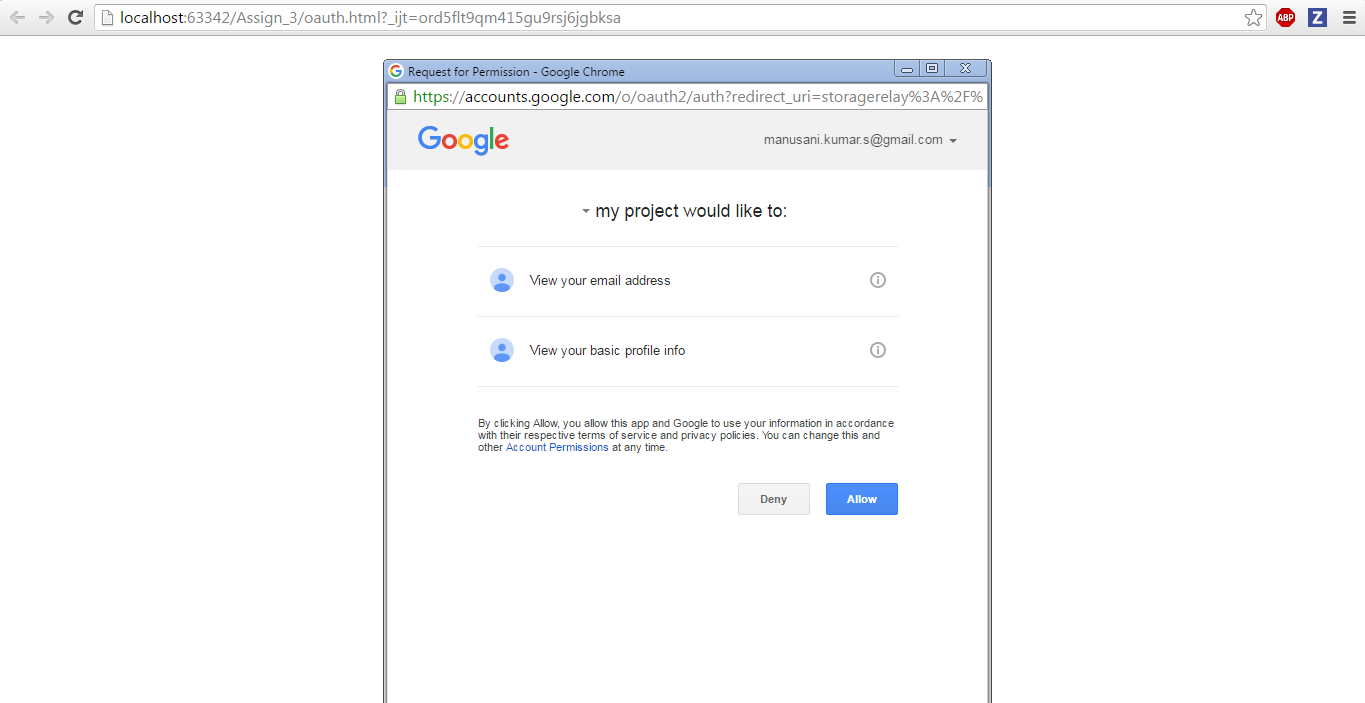 localhost:63342/Assign_3/oauth.html?_ijt=ord5flt9qm415gu9rsj6jgbksa
ABP
Z
Request for Permission - Google Chrome
https://accounts.google.com/o/oauth2/auth?redirect_uri=storagerelay%3A%2F%
Google
manusani.kumar.s@gmail.com
my project would like to:
View your email address
View your basic profile info
By clicking Allow, you allow this app and Google to use your information in accordance
with their respective terms of service and privacy policies. You can change this and
other Account Permissions at any time.
Deny
Allow